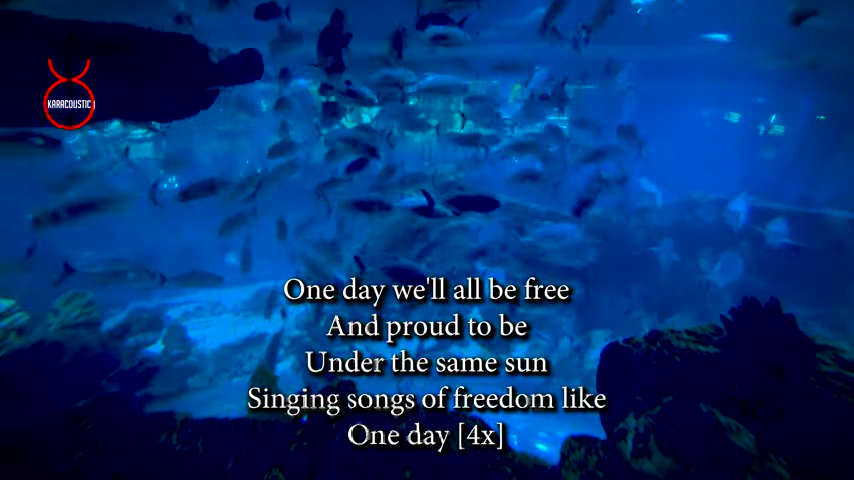 KARACOUSTIC
One day we'll all be free
And proud to be
Under the same sun
Singing songs of freedom like
One day [4x]